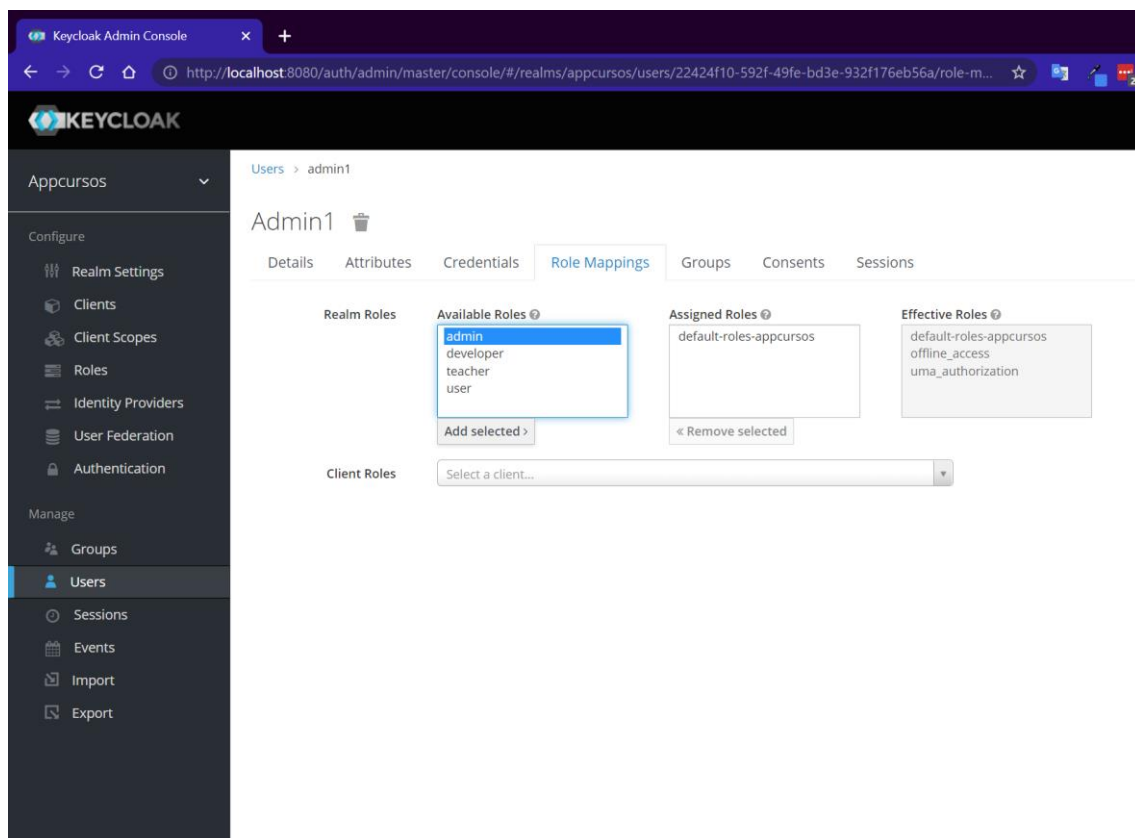 Keycloak Admin Console
http://localhost:8080/auth/admin/master/console/#/realms/appcursos/users/22424f10-592f-49fe-bd3e-932f176eb56a/role-m...
KEYCLOAK
Appcursos
Configure
Realm Settings
Clients
Client Scopes
Roles
Identity Providers
User Federation
Authentication
Manage
Groups
Users
Sessions
Events
Import
Export
Users > admin1
Admin1
Details Attributes Credentials Role Mappings Groups Consents Sessions
Realm Roles
Available Roles
admin
developer
teacher
user
Add selected >
Assigned Roles
default-roles-appcursos
« Remove selected
Effective Roles
default-roles-appcursos
offline_access
uma_authorization
Client Roles
Select a client...